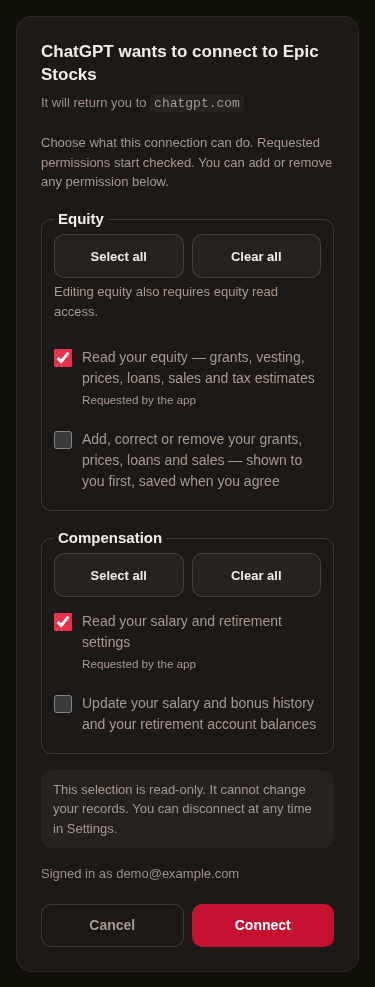 ChatGPT wants to connect to Epic
Stocks
It will return you to chatgpt.com
Choose what this connection can do. Requested
permissions start checked. You can add or remove
any permission below.
Equity
Select all
Clear all
Editing equity also requires equity read
access.
Read your equity — grants, vesting,
prices, loans, sales and tax estimates
Requested by the app
Add, correct or remove your grants,
prices, loans and sales — shown to
you first, saved when you agree
Compensation
Select all
Clear all
Read your salary and retirement
settings
Requested by the app
Update your salary and bonus history
and your retirement account balances
This selection is read-only. It cannot change
your records. You can disconnect at any time
in Settings.
Signed in as demo@example.com
Cancel
Connect